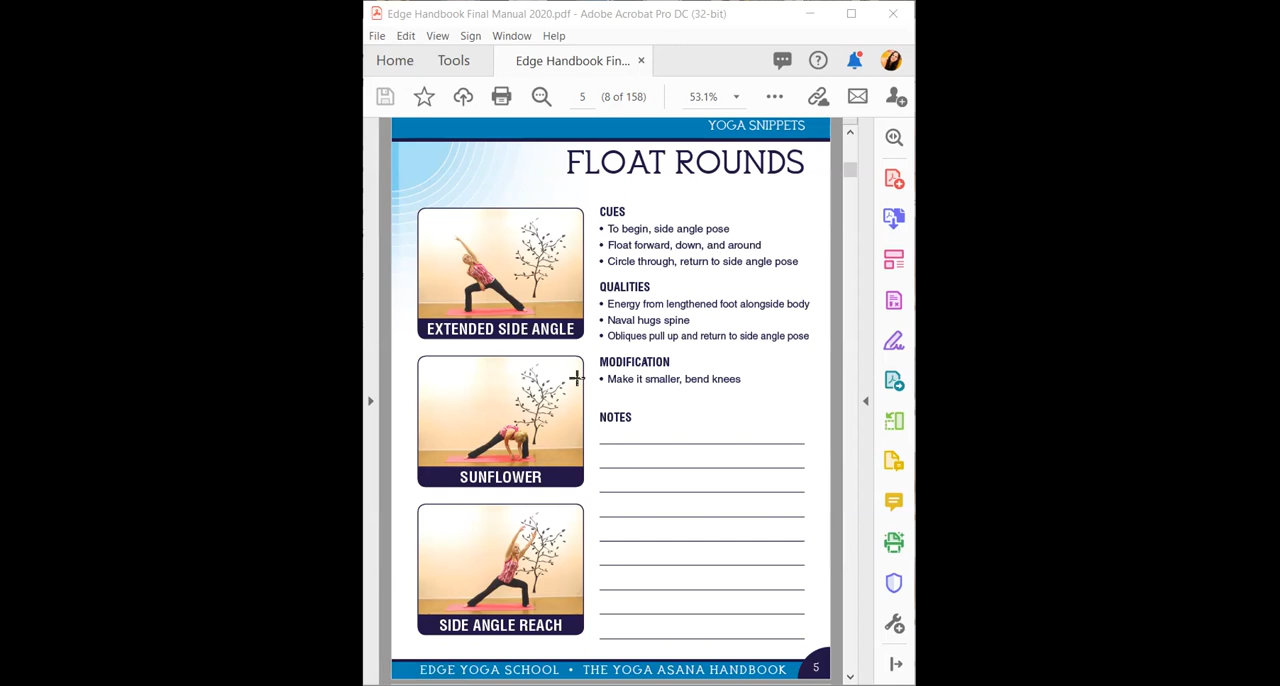 Edge Handbook Final Manual 2020.pdf - Adobe Acrobat Pro DC (32-bit)
File Edit View Sign Window Help
Home Tools Edge Handbook Fin... ×
5 (8 of 158) 53.1%
YOGA SNIPPETS
FLOAT ROUNDS
EXTENDED SIDE ANGLE
SUNFLOWER
SIDE ANGLE REACH
CUES
• To begin, side angle pose
• Float forward, down, and around
• Circle through, return to side angle pose
QUALITIES
• Energy from lengthened foot alongside body
• Naval hugs spine
• Obliques pull up and return to side angle pose
MODIFICATION
• Make it smaller, bend knees
NOTES
EDGE YOGA SCHOOL • THE YOGA ASANA HANDBOOK 5